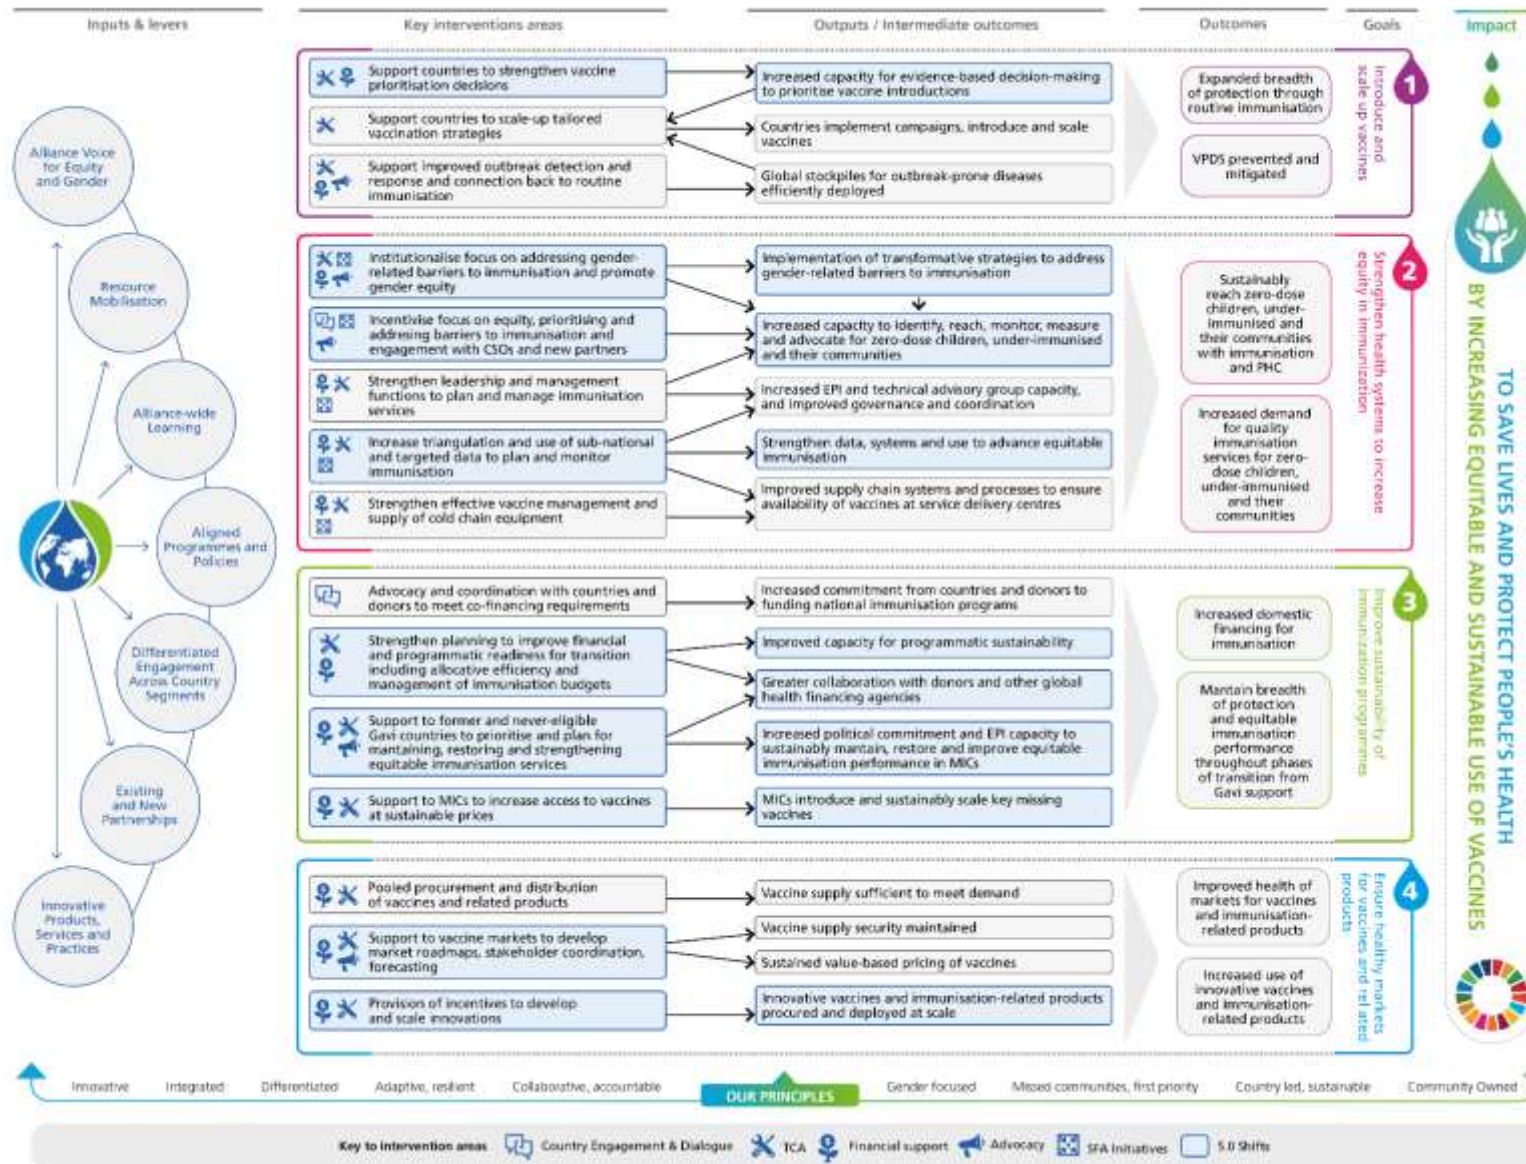 Inputs & levers
Key interventions areas
Outputs / Intermediate outcomes
Outcomes
Goals
Impact
Alliance Voice
for Equity
and Gender
Resource
Mobilisation
Alliance-wide
Learning
Aligned
Programmes and
Policies
Differentiated
Engagement
Across Country
Segments
Existing
and New
Partnerships
Innovative
Products,
Services and
Practices
Support countries to strengthen vaccine
prioritisation decisions
Support countries to scale-up tailored
vaccination strategies
Support improved outbreak detection and
response and connection back to routine
immunisation
Increased capacity for evidence-based decision-making
to prioritise vaccine introductions
Countries implement campaigns, introduce and scale
vaccines
Global stockpiles for outbreak-prone diseases
efficiently deployed
Expanded breadth
of protection through
routine immunisation
VPDS prevented and
mitigated
1
Introduce and
scale up vaccines
Institutionalise focus on addressing gender-
related barriers to immunisation and promote
gender equity
Incentivise focus on equity, prioritising and
addresing barriers to immunisation and
engagement with CSOs and new partners
Strengthen leadership and management
functions to plan and manage immunisation
services
Increase triangulation and use of sub-national
and targeted data to plan and monitor
immunisation
Strengthen effective vaccine management and
supply of cold chain equipment
Implementation of transformative strategies to address
gender-related barriers to immunisation
Increased capacity to identify, reach, monitor, measure
and advocate for zero-dose children, under-immunised
and their communities
Increased EPI and technical advisory group capacity,
and improved governance and coordination
Strengthen data, systems and use to advance equitable
immunisation
Improved supply chain systems and processes to ensure
availability of vaccines at service delivery centres
Sustainably
reach zero-dose
children, under-
immunised and
their communities
with immunisation
and PHC
Increased demand
for quality
immunisation
services for zero-
dose children,
under-immunised
and their
communities
2
Strengthen health systems to increase
equity in immunization
Advocacy and coordination with countries and
donors to meet co-financing requirements
Strengthen planning to improve financial
and programmatic readiness for transition
including allocative efficiency and
management of immunisation budgets
Support to former and never-eligible
Gavi countries to prioritise and plan for
mantaining, restoring and strengthening
equitable immunisation services
Support to MICs to increase access to vaccines
at sustainable prices
Increased commitment from countries and donors to
funding national immunisation programs
Improved capacity for programmatic sustainability
Greater collaboration with donors and other global
health financing agencies
Increased political commitment and EPI capacity to
sustainably mantain, restore and improve equitable
immunisation performance in MICs
MICs introduce and sustainably scale key missing
vaccines
Increased domestic
financing for
immunisation
Mantain breadth
of protection
and equitable
immunisation
performance
throughout phases
of transition from
Gavi support
3
Improve sustainability of
immunization programmes
Pooled procurement and distribution
of vaccines and related products
Support to vaccine markets to develop
market roadmaps, stakeholder coordination,
forecasting
Provision of incentives to develop
and scale innovations
Vaccine supply sufficient to meet demand
Vaccine supply security maintained
Sustained value-based pricing of vaccines
Innovative vaccines and immunisation-related products
procured and deployed at scale
Improved health of
markets for vaccines
and immunisation-
related products
Increased use of
innovative vaccines
and immunisation-
related products
4
Ensure healthy markets
for vaccines and related
products
TO SAVE LIVES AND PROTECT PEOPLE'S HEALTH
BY INCREASING EQUITABLE AND SUSTAINABLE USE OF VACCINES
Innovative
Integrated
Differentiated
Adaptive, resilient
Collaborative, accountable
OUR PRINCIPLES
Gender focused
Missed communities, first priority
Country led, sustainable
Community Owned
Key to intervention areas
Country Engagement & Dialogue
TCA
Financial support
Advocacy
SFA Initiatives
5.0 Shifts